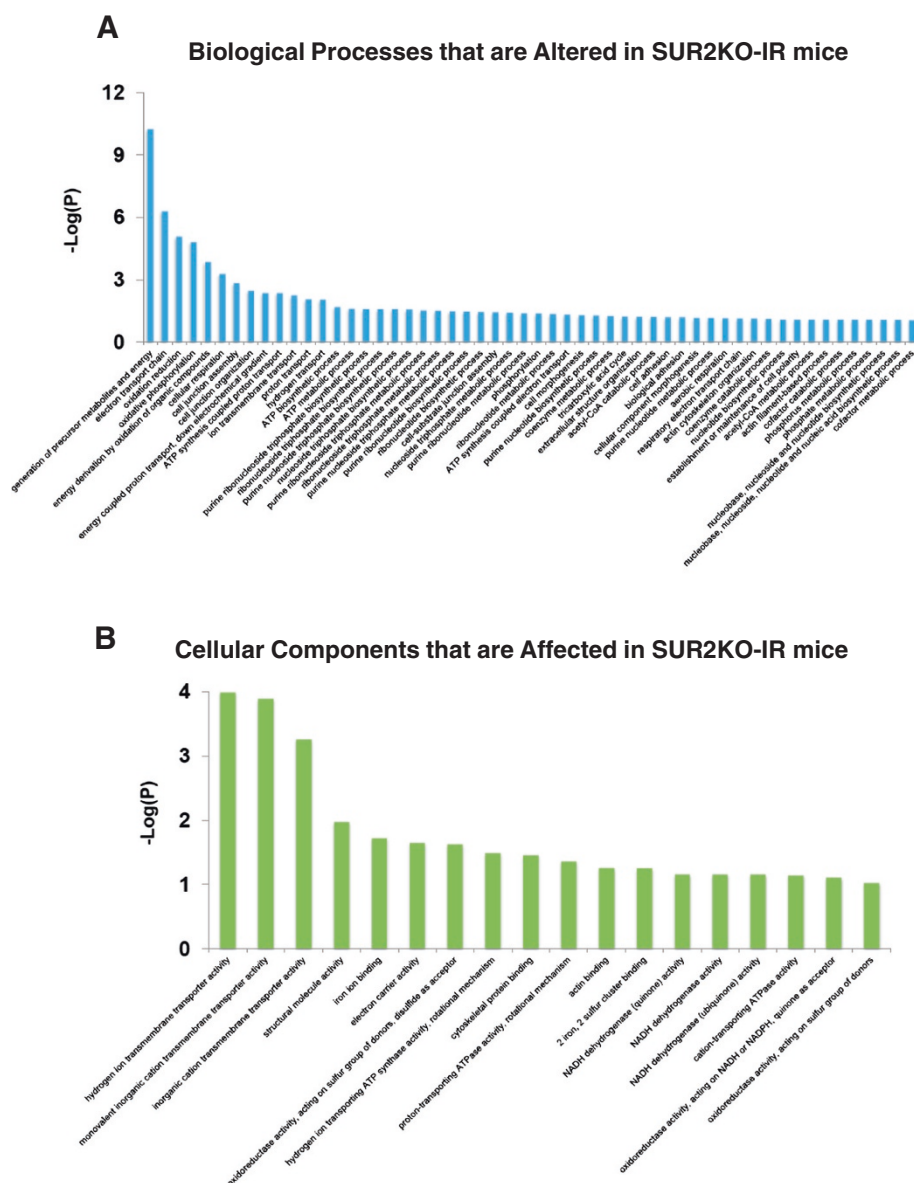 A
Biological Processes that are Altered in SUR2KO-IR mice
12
9
6
3
0
-Log(P)
generation of precursor metabolites and energy
electron transport chain
oxidation reduction
oxidative phosphorylation
energy derivation by oxidation of organic compounds
cellular respiration
cell junction assembly
cell junction organization
energy coupled proton transport, down electrochemical gradient
ATP synthesis coupled proton transport
ion transmembrane transport
proton transport
hydrogen transport
ATP biosynthetic process
ATP metabolic process
purine ribonucleoside triphosphate biosynthetic process
ribonucleoside triphosphate biosynthetic process
purine nucleoside triphosphate biosynthetic process
nucleoside triphosphate biosynthetic process
purine ribonucleoside triphosphate metabolic process
ribonucleoside triphosphate metabolic process
purine nucleoside triphosphate metabolic process
purine ribonucleotide biosynthetic process
ribonucleotide biosynthetic process
cell-substrate junction assembly
nucleoside triphosphate metabolic process
purine ribonucleotide metabolic process
ribonucleotide metabolic process
phosphorylation
ATP synthesis coupled electron transport
purine nucleotide biosynthetic process
cell morphogenesis
coenzyme metabolic process
tricarboxylic acid cycle
extracellular structure organization
acetyl-CoA catabolic process
cell adhesion
biological adhesion
cellular component morphogenesis
purine nucleotide metabolic process
aerobic respiration
respiratory electron transport chain
actin cytoskeleton organization
coenzyme catabolic process
nucleotide biosynthetic process
establishment or maintenance of cell polarity
acetyl-CoA metabolic process
actin filament-based process
cofactor catabolic process
phosphorus metabolic process
phosphate metabolic process
nucleobase, nucleoside and nucleotide biosynthetic process
nucleobase, nucleoside, nucleotide and nucleic acid biosynthetic process
cofactor metabolic process
B
Cellular Components that are Affected in SUR2KO-IR mice
4
3
2
1
0
-Log(P)
hydrogen ion transmembrane transporter activity
monovalent inorganic cation transmembrane transporter activity
inorganic cation transmembrane transporter activity
structural molecule activity
iron ion binding
electron carrier activity
oxidoreductase activity, acting on sulfur group of donors, disulfide as acceptor
hydrogen ion transporting ATP synthase activity, rotational mechanism
cytoskeletal protein binding
proton-transporting ATPase activity, rotational mechanism
actin binding
2 iron, 2 sulfur cluster binding
NADH dehydrogenase (quinone) activity
NADH dehydrogenase activity
NADH dehydrogenase (ubiquinone) activity
cation-transporting ATPase activity
oxidoreductase activity, acting on NADH or NADPH, quinone as acceptor
oxidoreductase activity, acting on sulfur group of donors